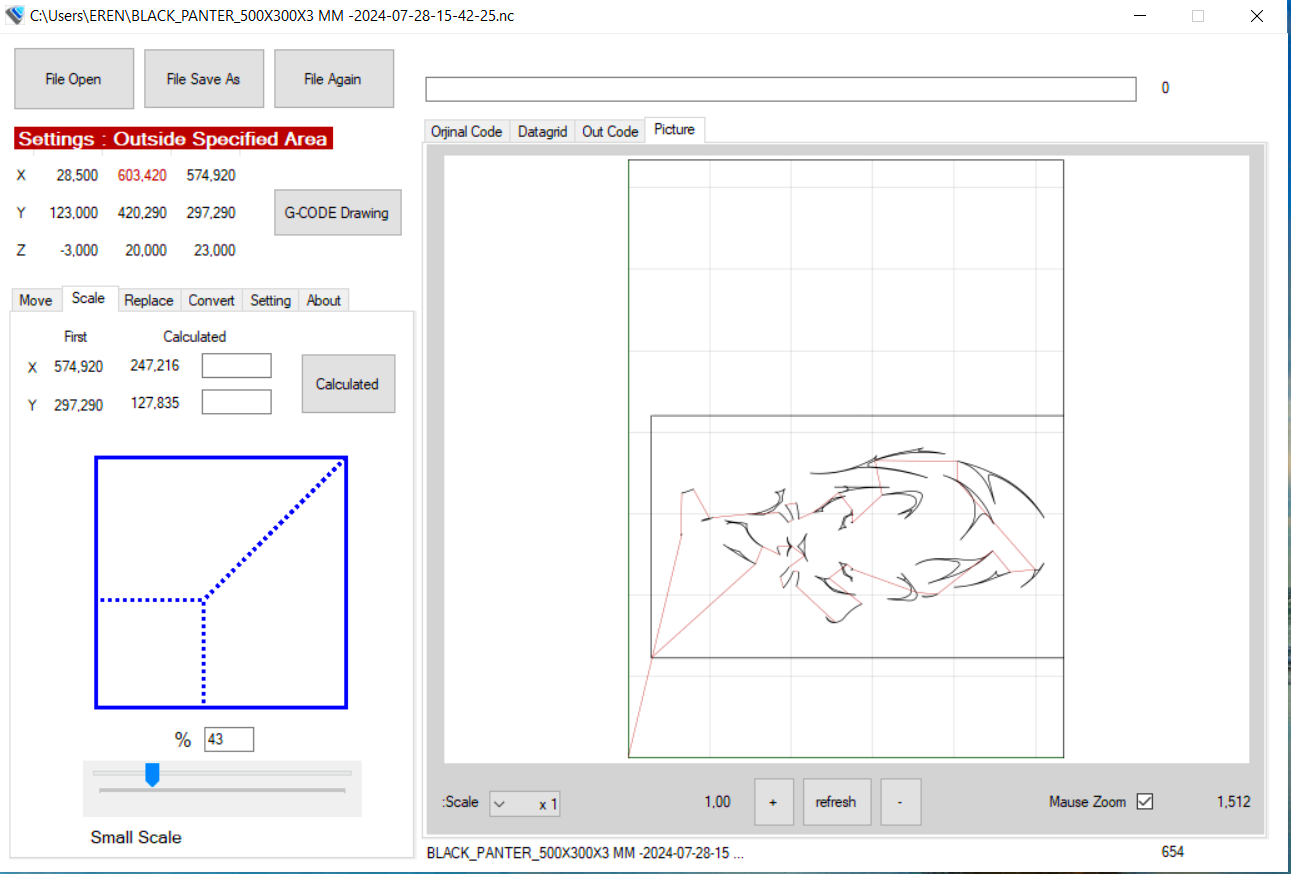 C:\Users\EREN\BLACK_PANTER_500X300X3 MM -2024-07-28-15-42-25.nc
File Open File Save As File Again
0
Settings : Outside Specified Area
Orjinal Code Datagrid Out Code Picture
X 28,500 603,420 574,920
Y 123,000 420,290 297,290
G-CODE Drawing
Z -3,000 20,000 23,000
Move Scale Replace Convert Setting About
First Calculated
X 574,920 247,216
Calculated
Y 297,290 127,835
% 43
Small Scale
:Scale x 1 1,00 + refresh - Mause Zoom 1,512
BLACK_PANTER_500X300X3 MM -2024-07-28-15 ... 654